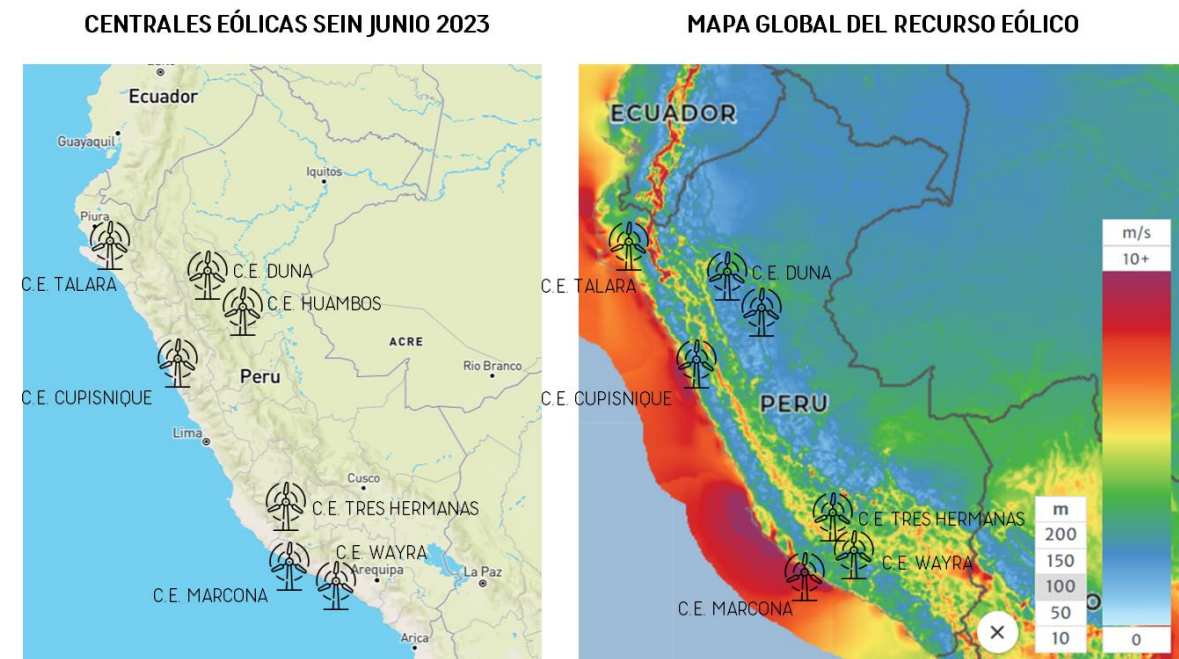 CENTRALES EÓLICAS SEIN JUNIO 2023
Ecuador
Guayaquil
Iquitos
Piura
C.E. TALARA
C.E. DUNA
C.E. HUAMBOS
ACRE
Rio Branco
Peru
C.E. CUPISNIQUE
Lima
Cusco
C.E. TRES HERMANAS
C.E. WAYRA
Arequipa
La Paz
C.E. MARCONA
Arica
MAPA GLOBAL DEL RECURSO EÓLICO
ECUADOR
m/s
10+
C.E. TALARA
C.E. DUNA
C.E. CUPISNIQUE
PERU
C.E. TRES HERMANAS
C.E. WAYRA
C.E. MARCONA
m
200
150
100
50
10
0